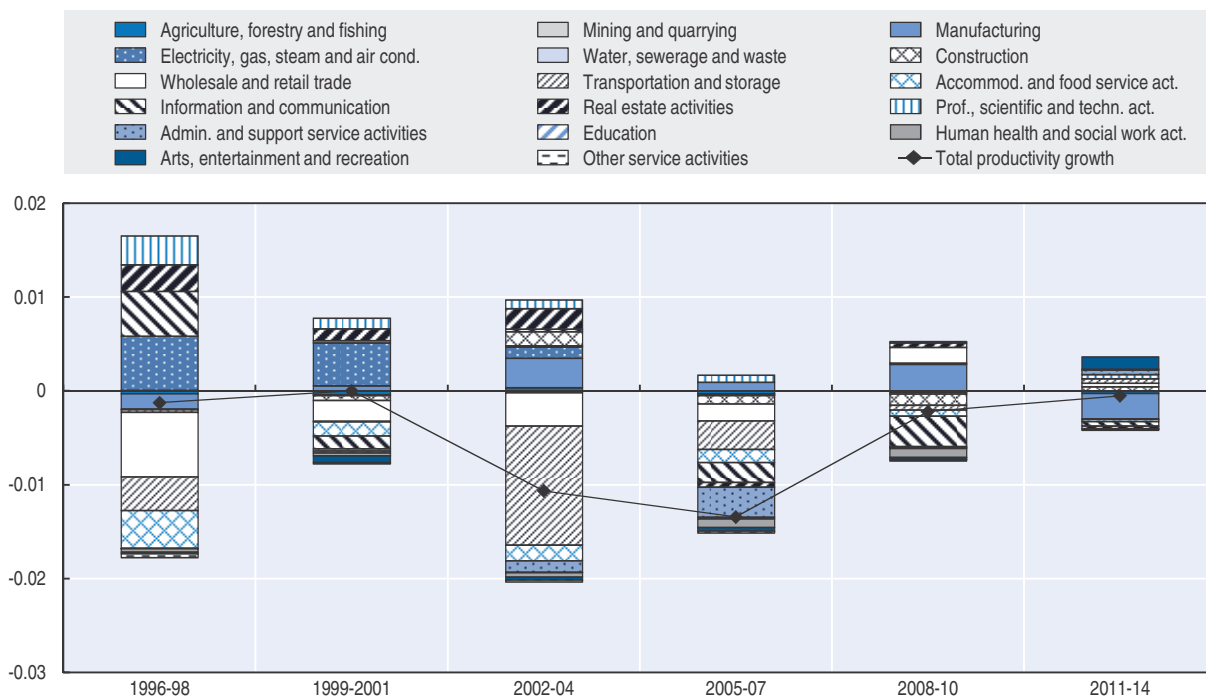 Agriculture, forestry and fishing
Mining and quarrying
Manufacturing
Electricity, gas, steam and air cond.
Water, sewerage and waste
Construction
Wholesale and retail trade
Transportation and storage
Accommod. and food service act.
Information and communication
Real estate activities
Prof., scientific and techn. act.
Admin. and support service activities
Education
Human health and social work act.
Arts, entertainment and recreation
Other service activities
Total productivity growth
0.02
0.01
0
-0.01
-0.02
-0.03
1996-98
1999-2001
2002-04
2005-07
2008-10
2011-14